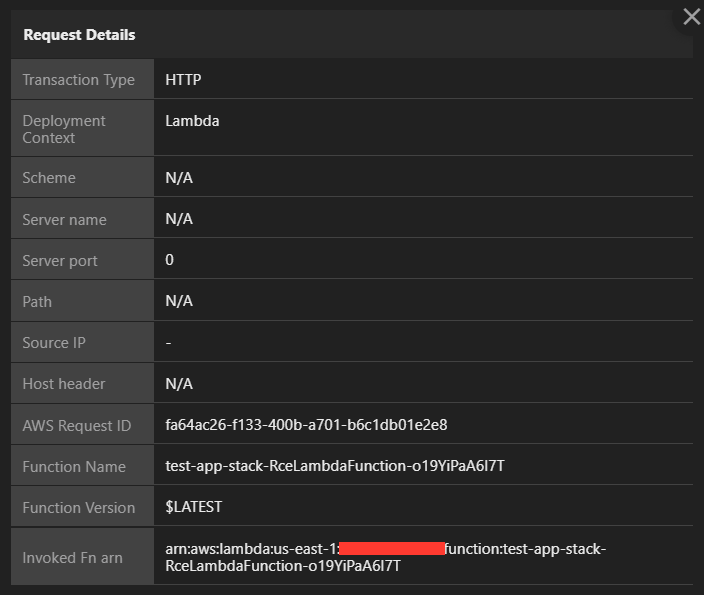 Request Details
Transaction Type HTTP
Deployment Lambda
Context
Scheme N/A
Server name N/A
Server port 0
Path N/A
Source IP -
Host header N/A
AWS Request ID fa64ac26-f133-400b-a701-b6c1db01e2e8
Function Name test-app-stack-RceLambdaFunction-o19YiPaA6I7T
Function Version $LATEST
Invoked Fn arn arn:aws:lambda:us-east-1: function:test-app-stack-
RceLambdaFunction-o19YiPaA6I7T